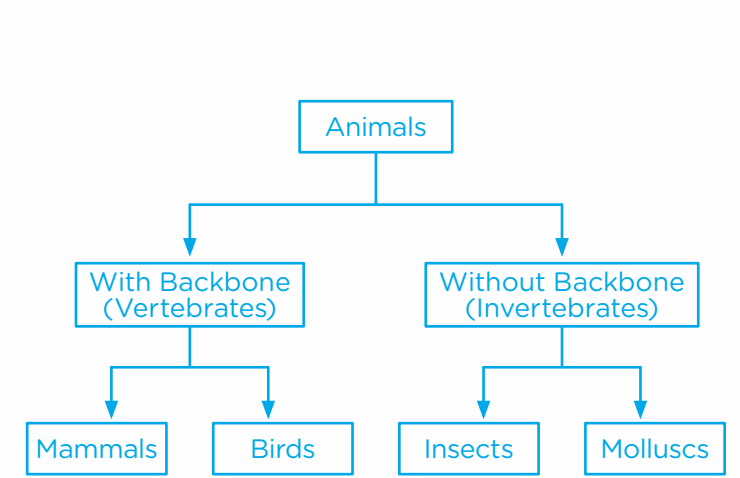 Animals
With Backbone
(Vertebrates)
Without Backbone
(Invertebrates)
Mammals
Birds
Insects
Molluscs